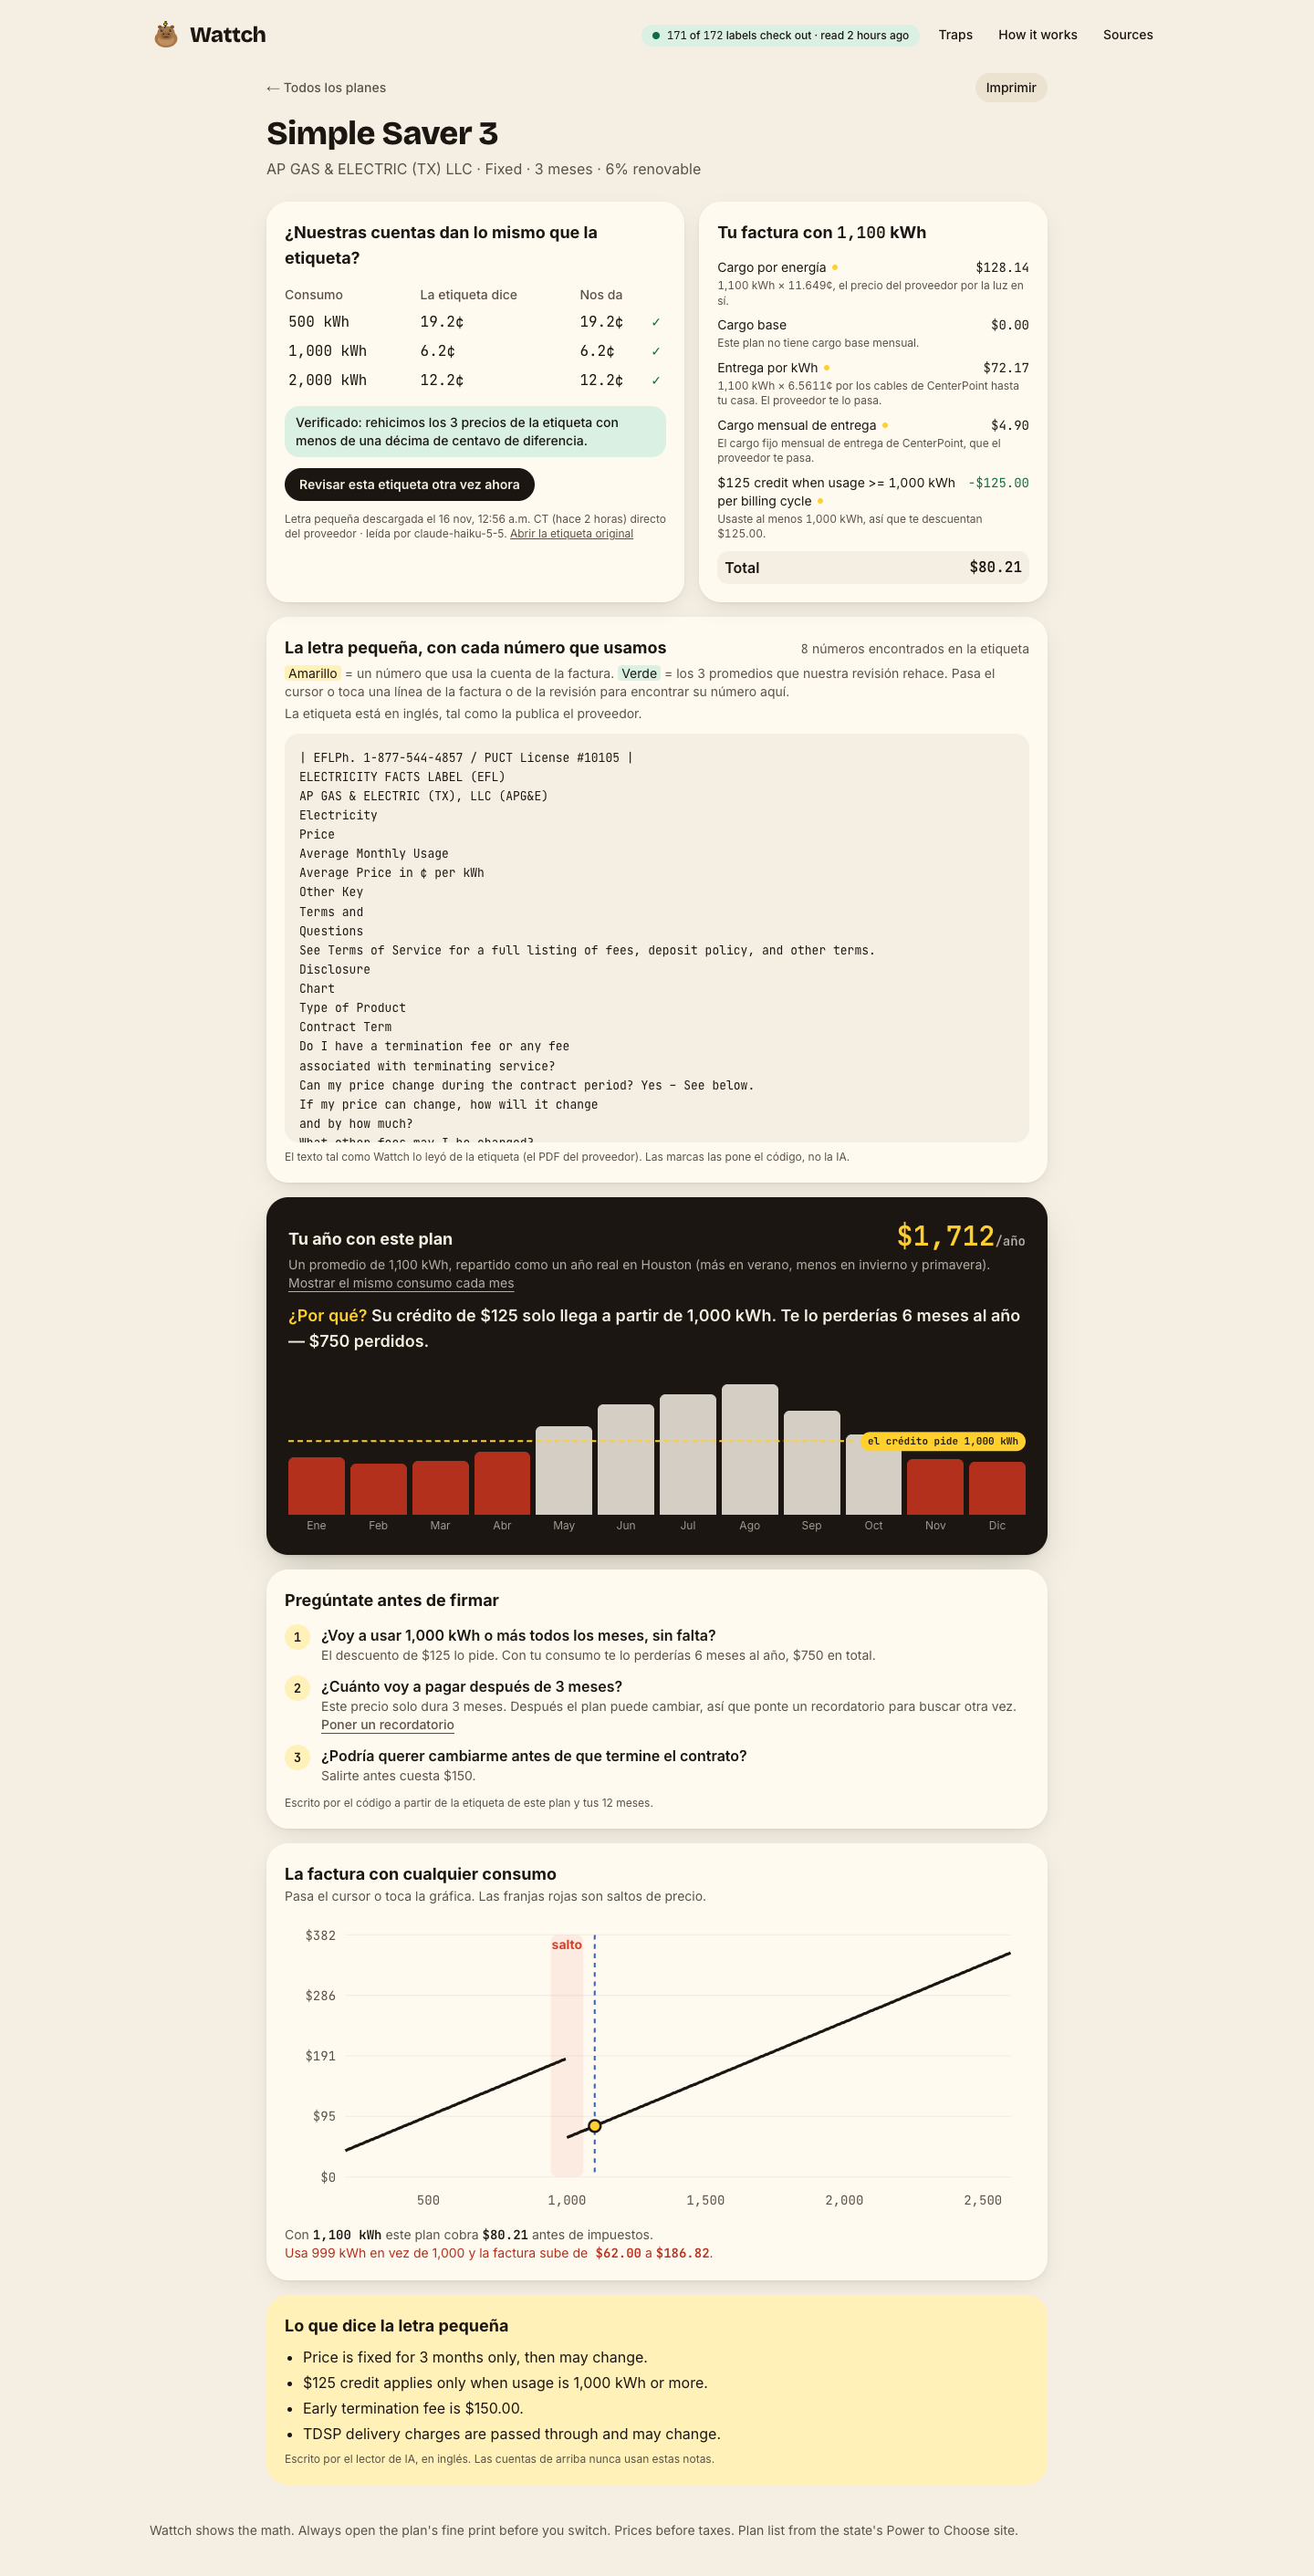 Wattch
171 of 172 labels check out · read 2 hours ago
Traps
How it works
Sources
← Todos los planes
Imprimir
Simple Saver 3
AP GAS & ELECTRIC (TX) LLC · Fixed · 3 meses · 6% renovable
¿Nuestras cuentas dan lo mismo que la
etiqueta?
Consumo La etiqueta dice Nos da
500 kWh 19.2¢ 19.2¢ ✓
1,000 kWh 6.2¢ 6.2¢ ✓
2,000 kWh 12.2¢ 12.2¢ ✓
Verificado: rehicimos los 3 precios de la etiqueta con
menos de una décima de centavo de diferencia.
Revisar esta etiqueta otra vez ahora
Letra pequeña descargada el 16 nov, 12:56 a.m. CT (hace 2 horas) directo
del proveedor · leída por claude-haiku-5-5. Abrir la etiqueta original
Tu factura con 1,100 kWh
Cargo por energía $128.14
1,100 kWh × 11.649¢, el precio del proveedor por la luz en
sí.
Cargo base $0.00
Este plan no tiene cargo base mensual.
Entrega por kWh $72.17
1,100 kWh × 6.5611¢ por los cables de CenterPoint hasta
tu casa. El proveedor te lo pasa.
Cargo mensual de entrega $4.90
El cargo fijo mensual de entrega de CenterPoint, que el
proveedor te pasa.
$125 credit when usage >= 1,000 kWh -$125.00
per billing cycle
Usaste al menos 1,000 kWh, así que te descuentan
$125.00.
Total $80.21
La letra pequeña, con cada número que usamos
8 números encontrados en la etiqueta
Amarillo = un número que usa la cuenta de la factura. Verde = los 3 promedios que nuestra revisión rehace. Pasa el
cursor o toca una línea de la factura o de la revisión para encontrar su número aquí.
La etiqueta está en inglés, tal como la publica el proveedor.
| EFLPh. 1-877-544-4857 / PUCT License #10105 |
ELECTRICITY FACTS LABEL (EFL)
AP GAS & ELECTRIC (TX), LLC (APG&E)
Electricity
Price
Average Monthly Usage
Average Price in ¢ per kWh
Other Key
Terms and
Questions
See Terms of Service for a full listing of fees, deposit policy, and other terms.
Disclosure
Chart
Type of Product
Contract Term
Do I have a termination fee or any fee
associated with terminating service?
Can my price change during the contract period? Yes – See below.
If my price can change, how will it change
and by how much?
What other fees may I be charged?
El texto tal como Wattch lo leyó de la etiqueta (el PDF del proveedor). Las marcas las pone el código, no la IA.
Tu año con este plan
$1,712/año
Un promedio de 1,100 kWh, repartido como un año real en Houston (más en verano, menos en invierno y primavera).
Mostrar el mismo consumo cada mes
¿Por qué? Su crédito de $125 solo llega a partir de 1,000 kWh. Te lo perderías 6 meses al año
— $750 perdidos.
el crédito pide 1,000 kWh
Ene Feb Mar Abr May Jun Jul Ago Sep Oct Nov Dic
Pregúntate antes de firmar
1 ¿Voy a usar 1,000 kWh o más todos los meses, sin falta?
El descuento de $125 lo pide. Con tu consumo te lo perderías 6 meses al año, $750 en total.
2 ¿Cuánto voy a pagar después de 3 meses?
Este precio solo dura 3 meses. Después el plan puede cambiar, así que ponte un recordatorio para buscar otra vez.
Poner un recordatorio
3 ¿Podría querer cambiarme antes de que termine el contrato?
Salirte antes cuesta $150.
Escrito por el código a partir de la etiqueta de este plan y tus 12 meses.
La factura con cualquier consumo
Pasa el cursor o toca la gráfica. Las franjas rojas son saltos de precio.
$382
salto
$286
$191
$95
$0
500 1,000 1,500 2,000 2,500
Con 1,100 kWh este plan cobra $80.21 antes de impuestos.
Usa 999 kWh en vez de 1,000 y la factura sube de $62.00 a $186.82.
Lo que dice la letra pequeña
• Price is fixed for 3 months only, then may change.
• $125 credit applies only when usage is 1,000 kWh or more.
• Early termination fee is $150.00.
• TDSP delivery charges are passed through and may change.
Escrito por el lector de IA, en inglés. Las cuentas de arriba nunca usan estas notas.
Wattch shows the math. Always open the plan's fine print before you switch. Prices before taxes. Plan list from the state's Power to Choose site.